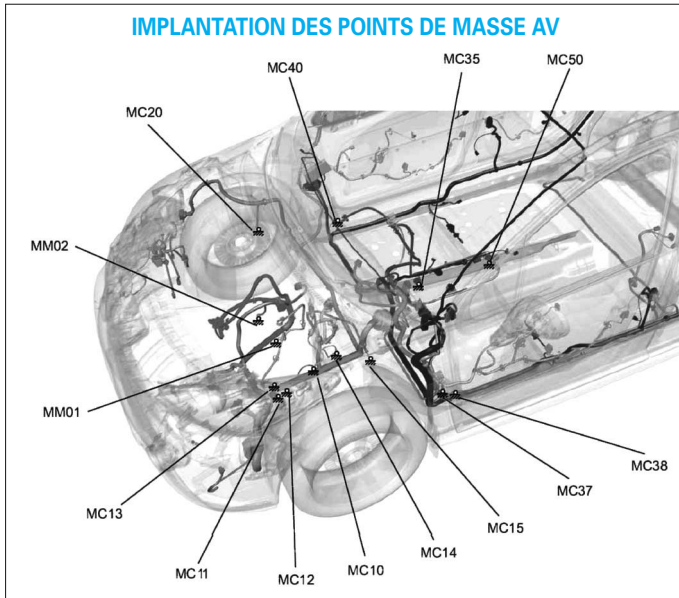 IMPLANTATION DES POINTS DE MASSE AV
MC40
MC35
MC50
MC20
MM02
MM01
MC13
MC11
MC12
MC10
MC14
MC15
MC37
MC38